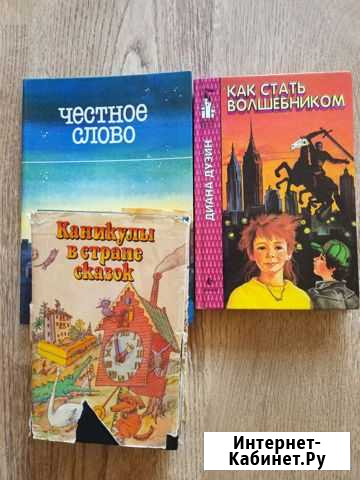 ЧЕСТНОЕ
СЛОВО
КАК СТАТЬ
ВОЛШЕБНИКОМ
ДИАНА ДУЭЙН
Каникулы
в стране
сказок
Интернет-
Кабинет.Ру